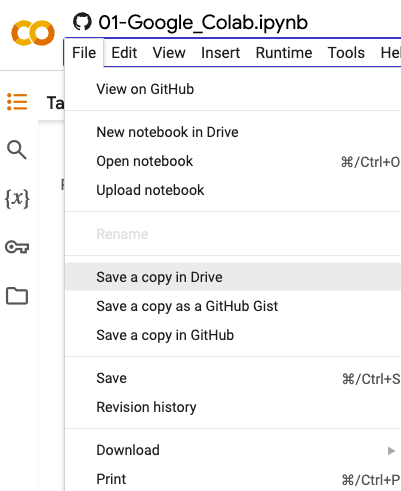 01-Google_Colab.ipynb
File Edit View Insert Runtime Tools Hel
Ta
View on GitHub
New notebook in Drive
Open notebook ⌘/Ctrl+O
{x}
Upload notebook
Rename
Save a copy in Drive
Save a copy as a GitHub Gist
Save a copy in GitHub
Save ⌘/Ctrl+S
Revision history
Download
Print ⌘/Ctrl+P